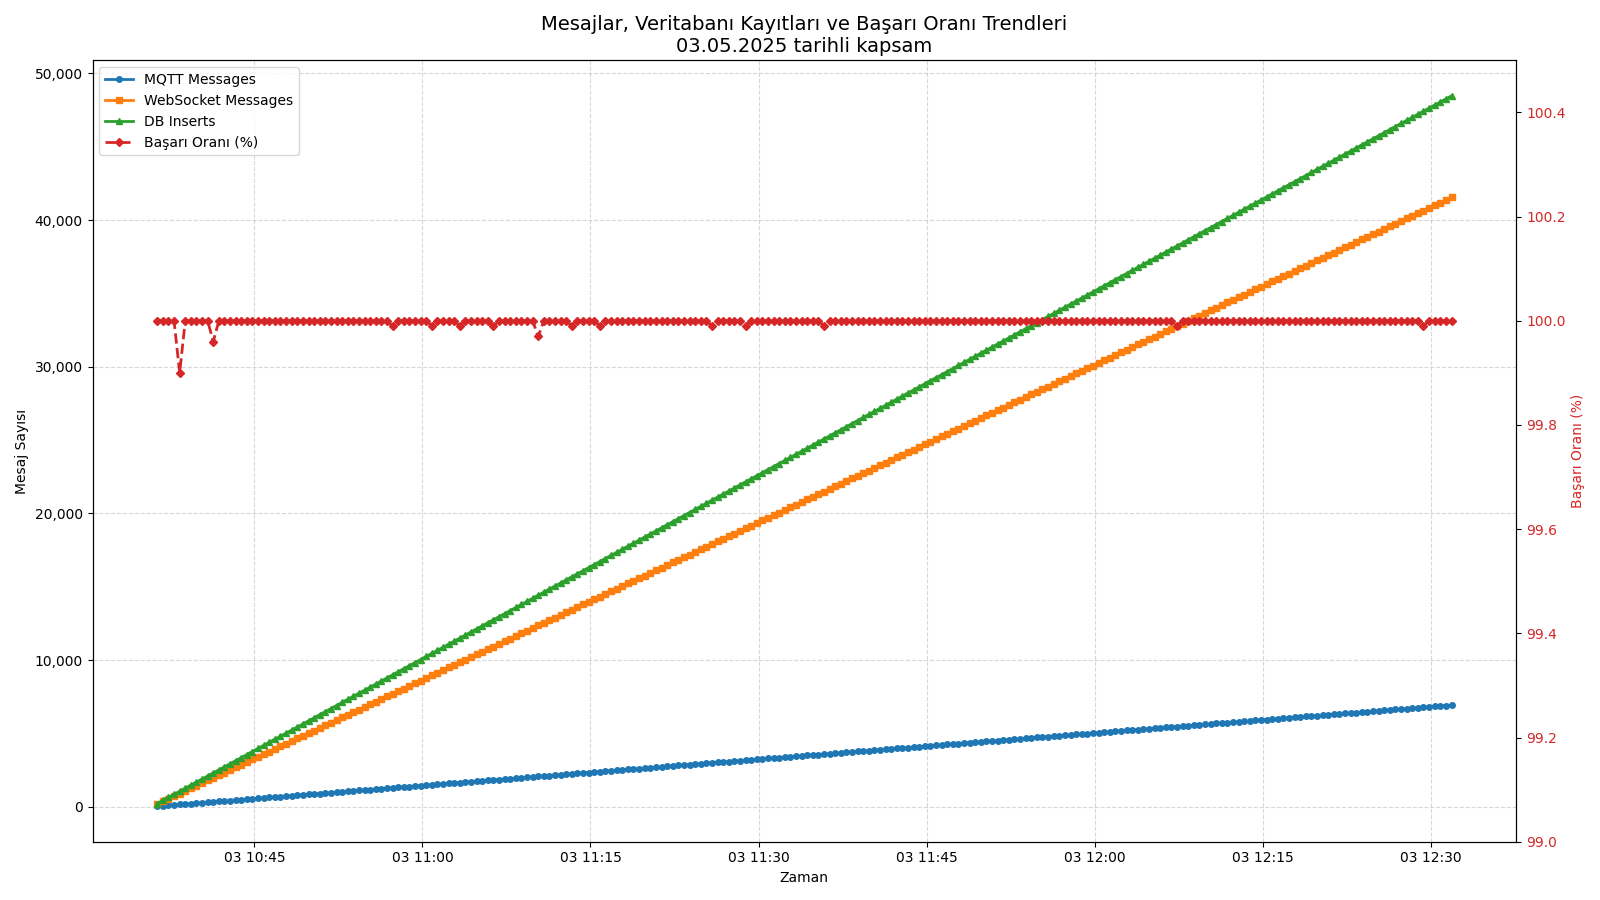 Mesajlar, Veritabanı Kayıtları ve Başarı Oranı Trendleri
03.05.2025 tarihli kapsam
MQTT Messages
WebSocket Messages
DB Inserts
Başarı Oranı (%)
50,000
40,000
30,000
20,000
10,000
0
Mesaj Sayısı
100.4
100.2
100.0
99.8
99.6
99.4
99.2
99.0
Başarı Oranı (%)
03 10:45
03 11:00
03 11:15
03 11:30
03 11:45
03 12:00
03 12:15
03 12:30
Zaman